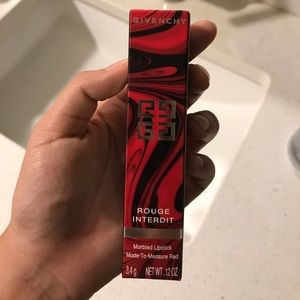 GIVENCHY
ROUGE
INTERDIT
Marbled Lipstick
Made-To-Measure Red
3.4 g NET WT .12 OZ.